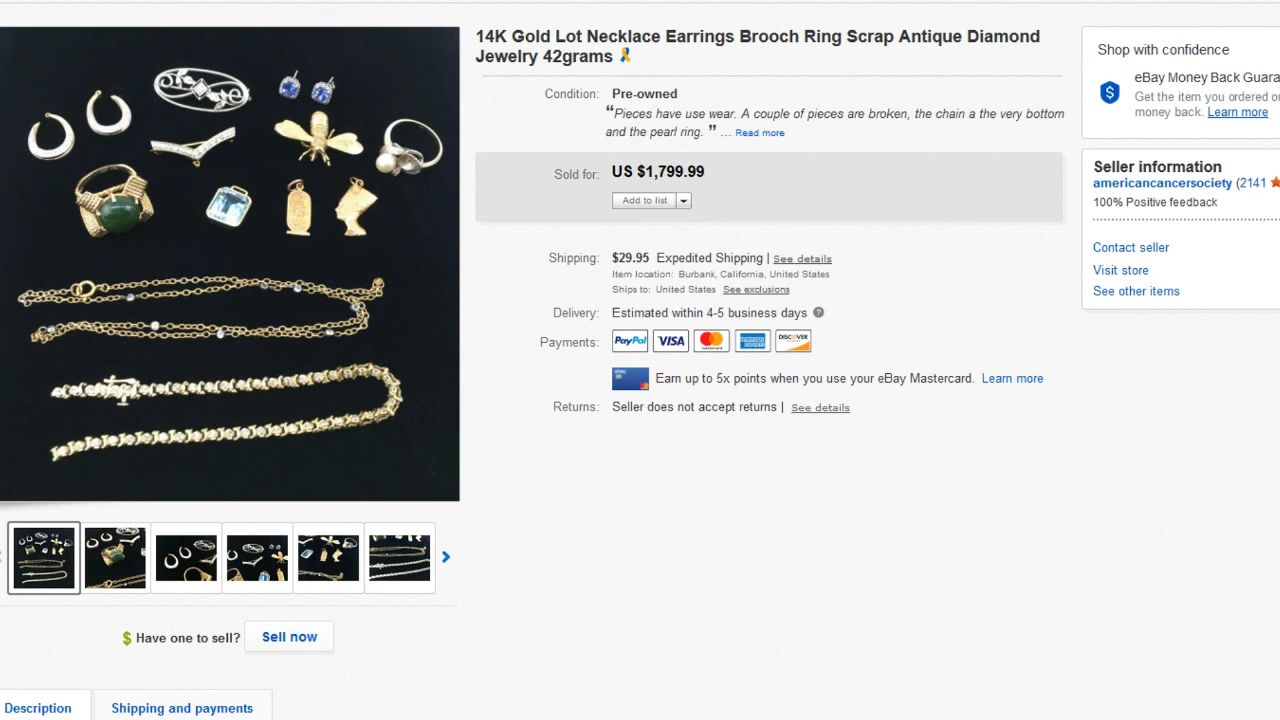 14K Gold Lot Necklace Earrings Brooch Ring Scrap Antique Diamond
Jewelry 42grams
Condition: Pre-owned
“Pieces have use wear. A couple of pieces are broken, the chain a the very bottom
and the pearl ring. ” ... Read more
Sold for: US $1,799.99
Add to list
Shipping: $29.95 Expedited Shipping | See details
Item location: Burbank, California, United States
Ships to: United States See exclusions
Delivery: Estimated within 4-5 business days
Payments: PayPal VISA MasterCard AMERICAN EXPRESS DISCOVER
ebay Earn up to 5x points when you use your eBay Mastercard. Learn more
Returns: Seller does not accept returns | See details
Shop with confidence
eBay Money Back Guara
Get the item you ordered or
money back. Learn more
Seller information
americancancersociety (2141
100% Positive feedback
Contact seller
Visit store
See other items
$ Have one to sell? Sell now
Description Shipping and payments